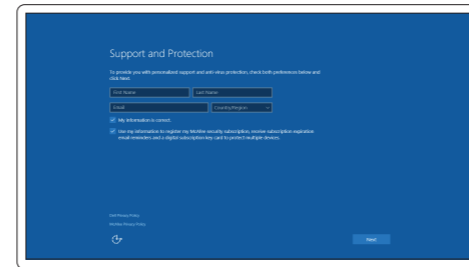 Support and Protection
To provide you with personalized support and anti-virus protection, check both preferences below and
click Next.
First Name
Last Name
Email
Country/Region
My information is correct.
Use my information to register my McAfee security subscription, receive subscription expiration
email reminders and a digital subscription key card to protect multiple devices.
Dell Privacy Policy
McAfee Privacy Policy
Next